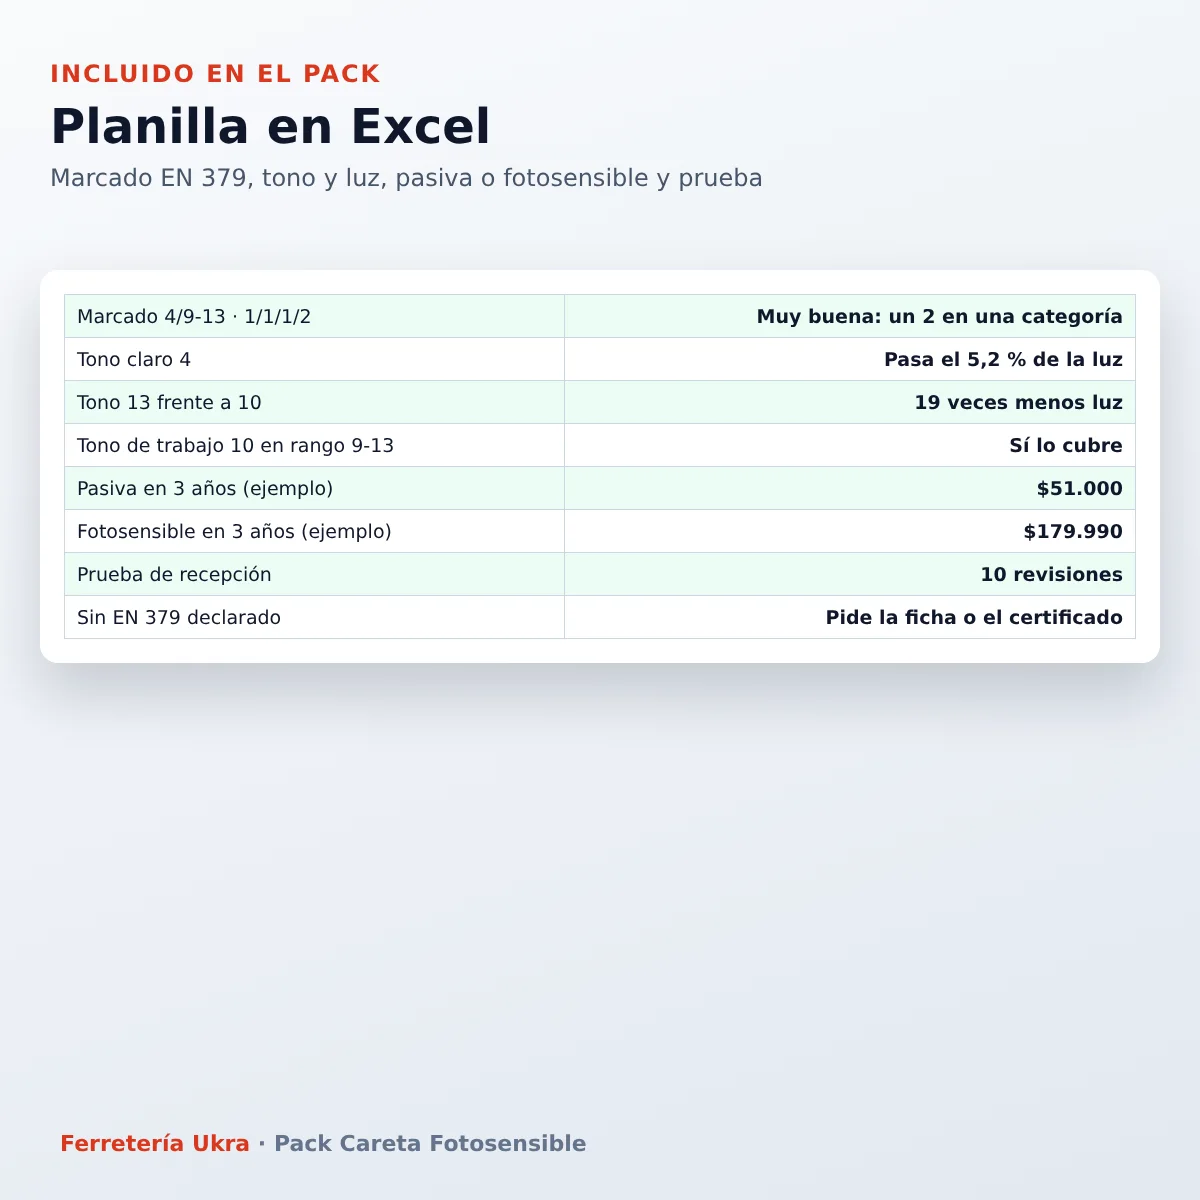 INCLUIDO EN EL PACK
Planilla en Excel
Marcado EN 379, tono y luz, pasiva o fotosensible y prueba
Marcado 4/9-13 · 1/1/1/2 Muy buena: un 2 en una categoría
Tono claro 4 Pasa el 5,2 % de la luz
Tono 13 frente a 10 19 veces menos luz
Tono de trabajo 10 en rango 9-13 Sí lo cubre
Pasiva en 3 años (ejemplo) $51.000
Fotosensible en 3 años (ejemplo) $179.990
Prueba de recepción 10 revisiones
Sin EN 379 declarado Pide la ficha o el certificado
Ferretería Ukra · Pack Careta Fotosensible